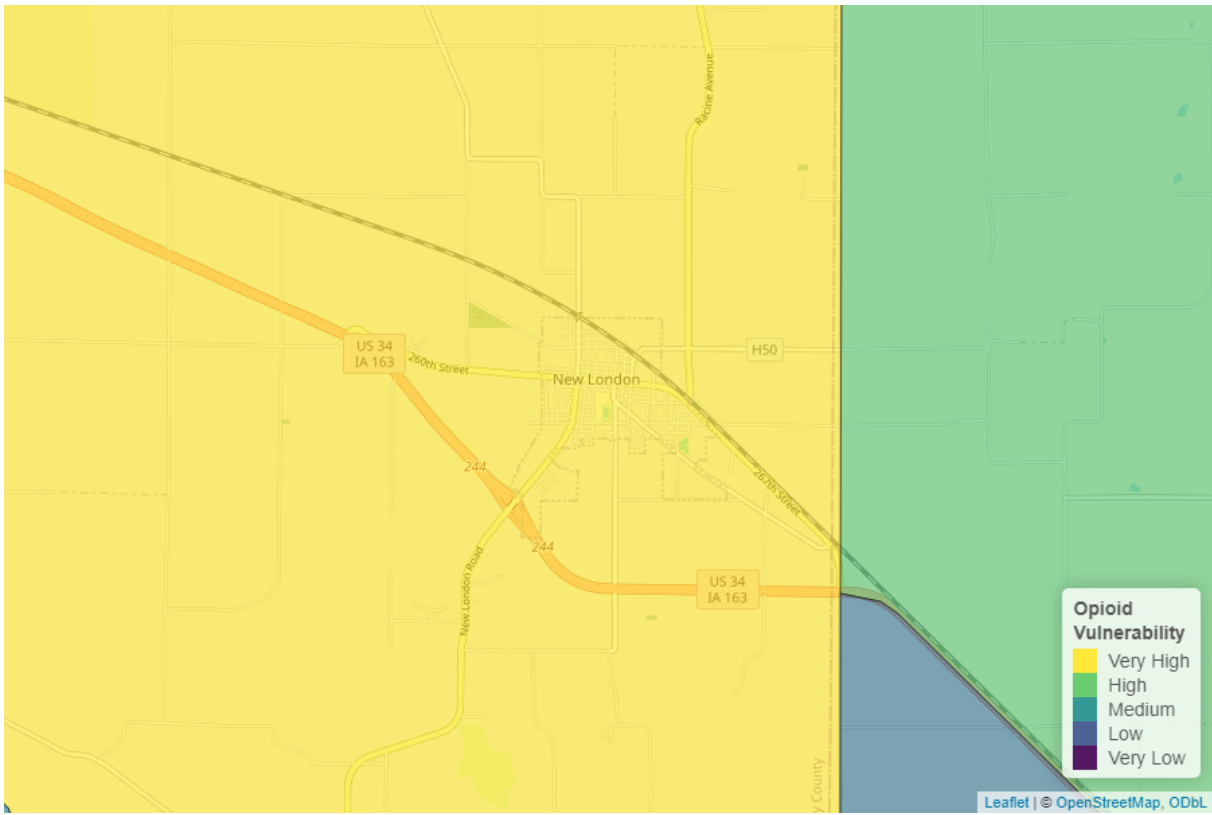 Racine Avenue
US 34
IA 163
260th Street
H50
New London
244
267th Street
244
New London Road
US 34
IA 163
y County
Opioid
Vulnerability
Very High
High
Medium
Low
Very Low
Leaflet | © OpenStreetMap, ODbL